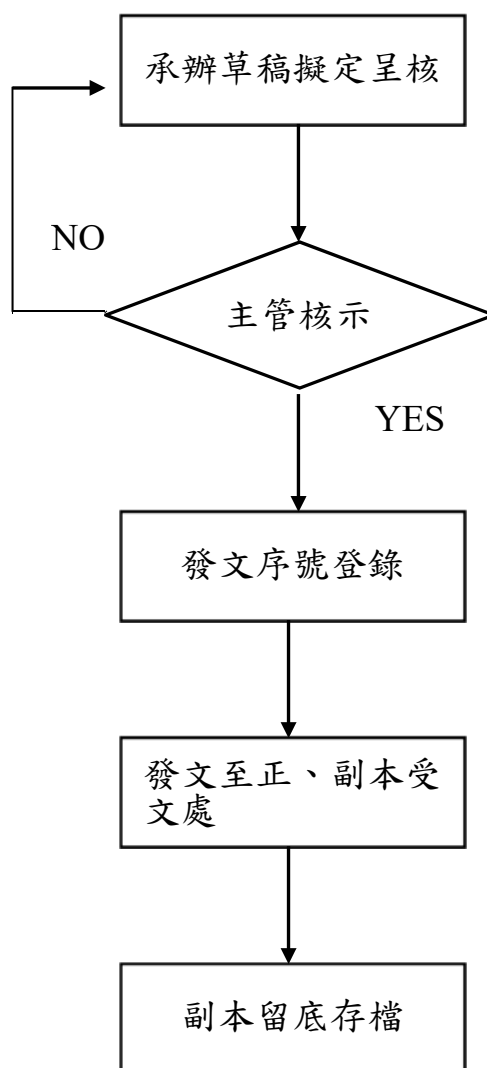 承辦草稿擬定呈核
NO
主管核示
YES
發文序號登錄
發文至正、副本受
文處
副本留底存檔